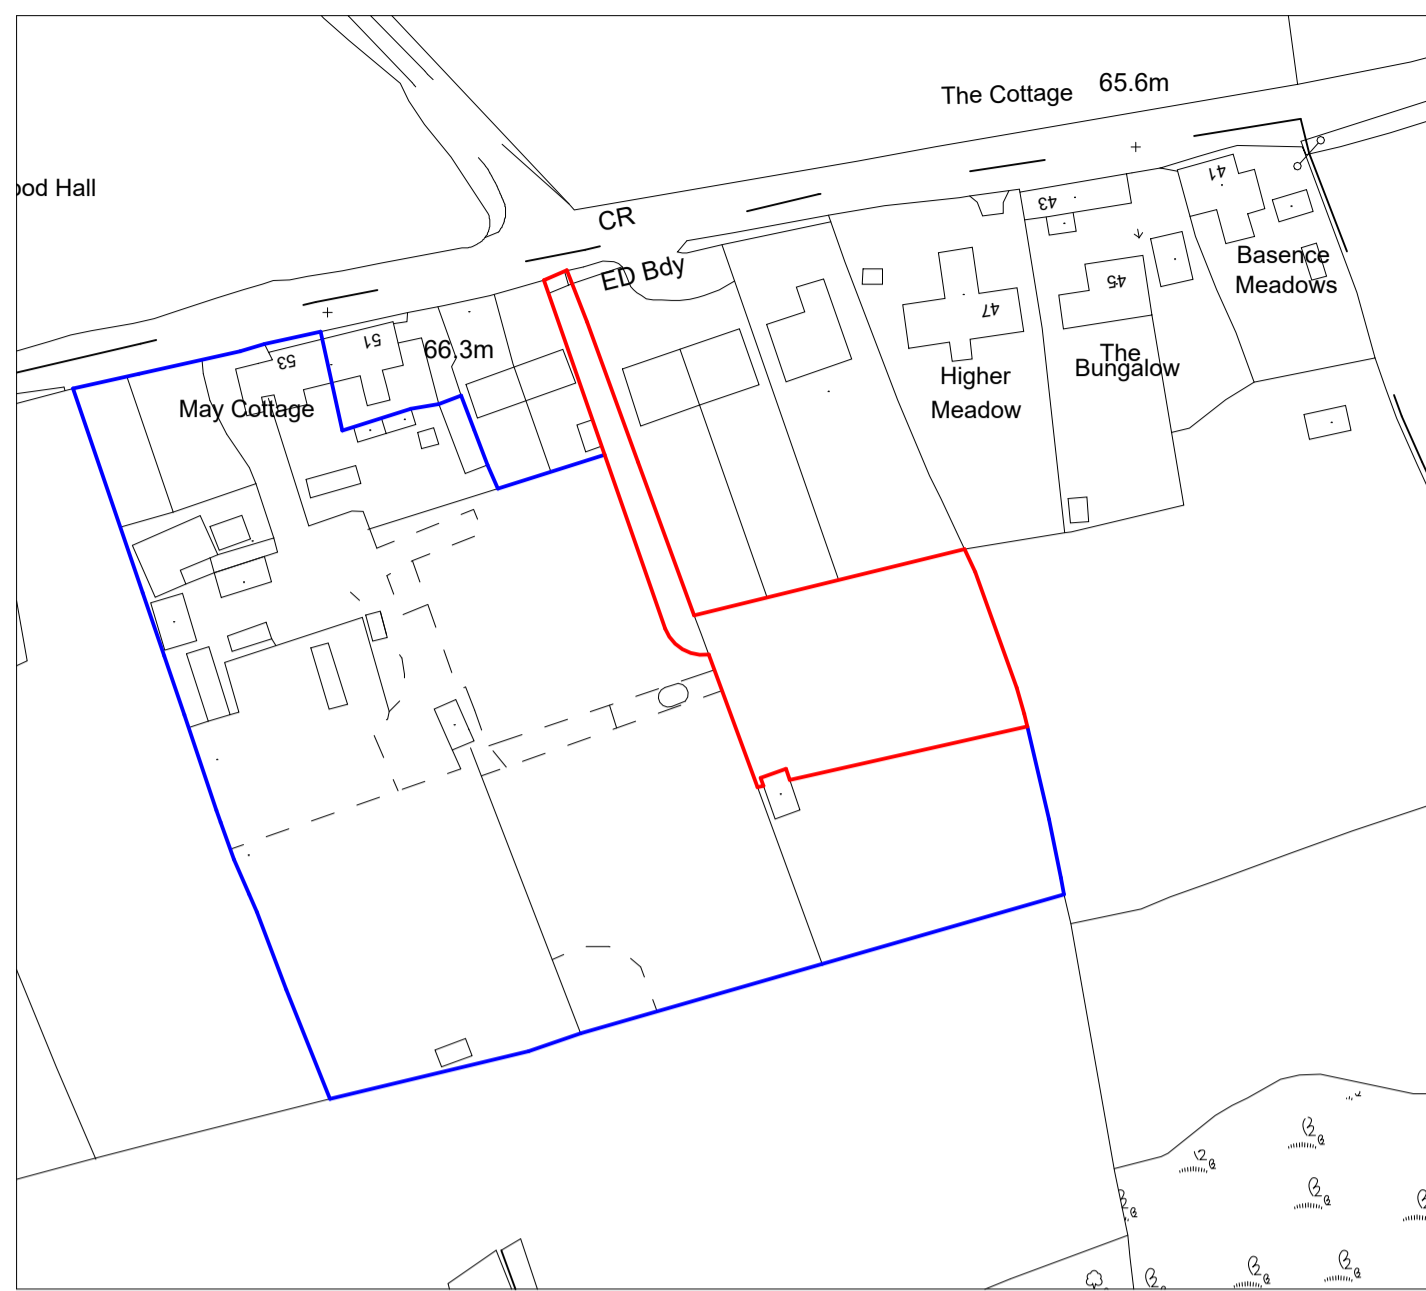 The Cottage 65.6m
ood Hall
CR
ED Bdy
41
43
45
47
51
53
66.3m
Basence
Meadows
The
Bungalow
Higher
Meadow
May Cottage